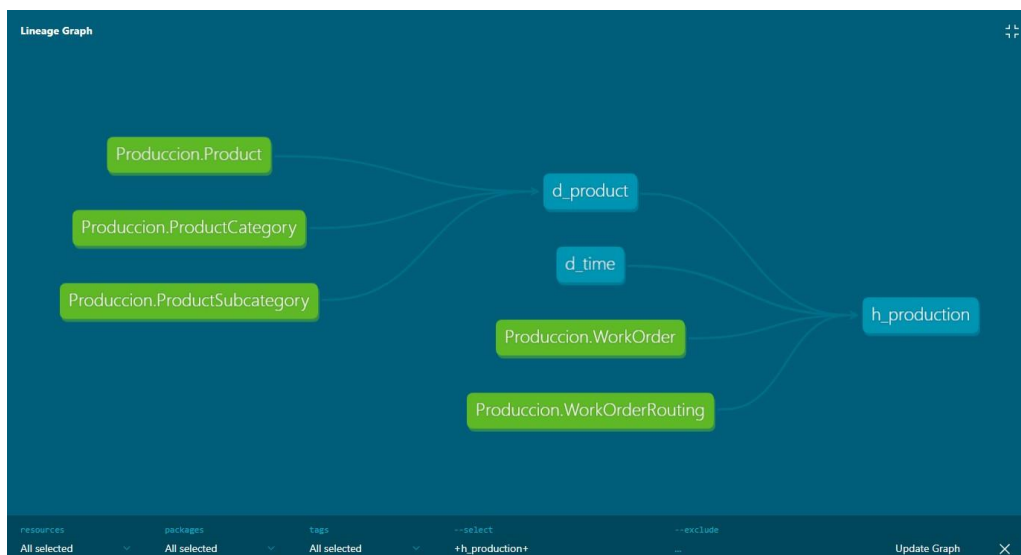 Lineage Graph
Produccion.Product
d_product
Produccion.ProductCategory
d_time
Produccion.ProductSubcategory
h_production
Produccion.WorkOrder
Produccion.WorkOrderRouting
resources packages tags --select --exclude
All selected All selected All selected +h_production+ ... Update Graph